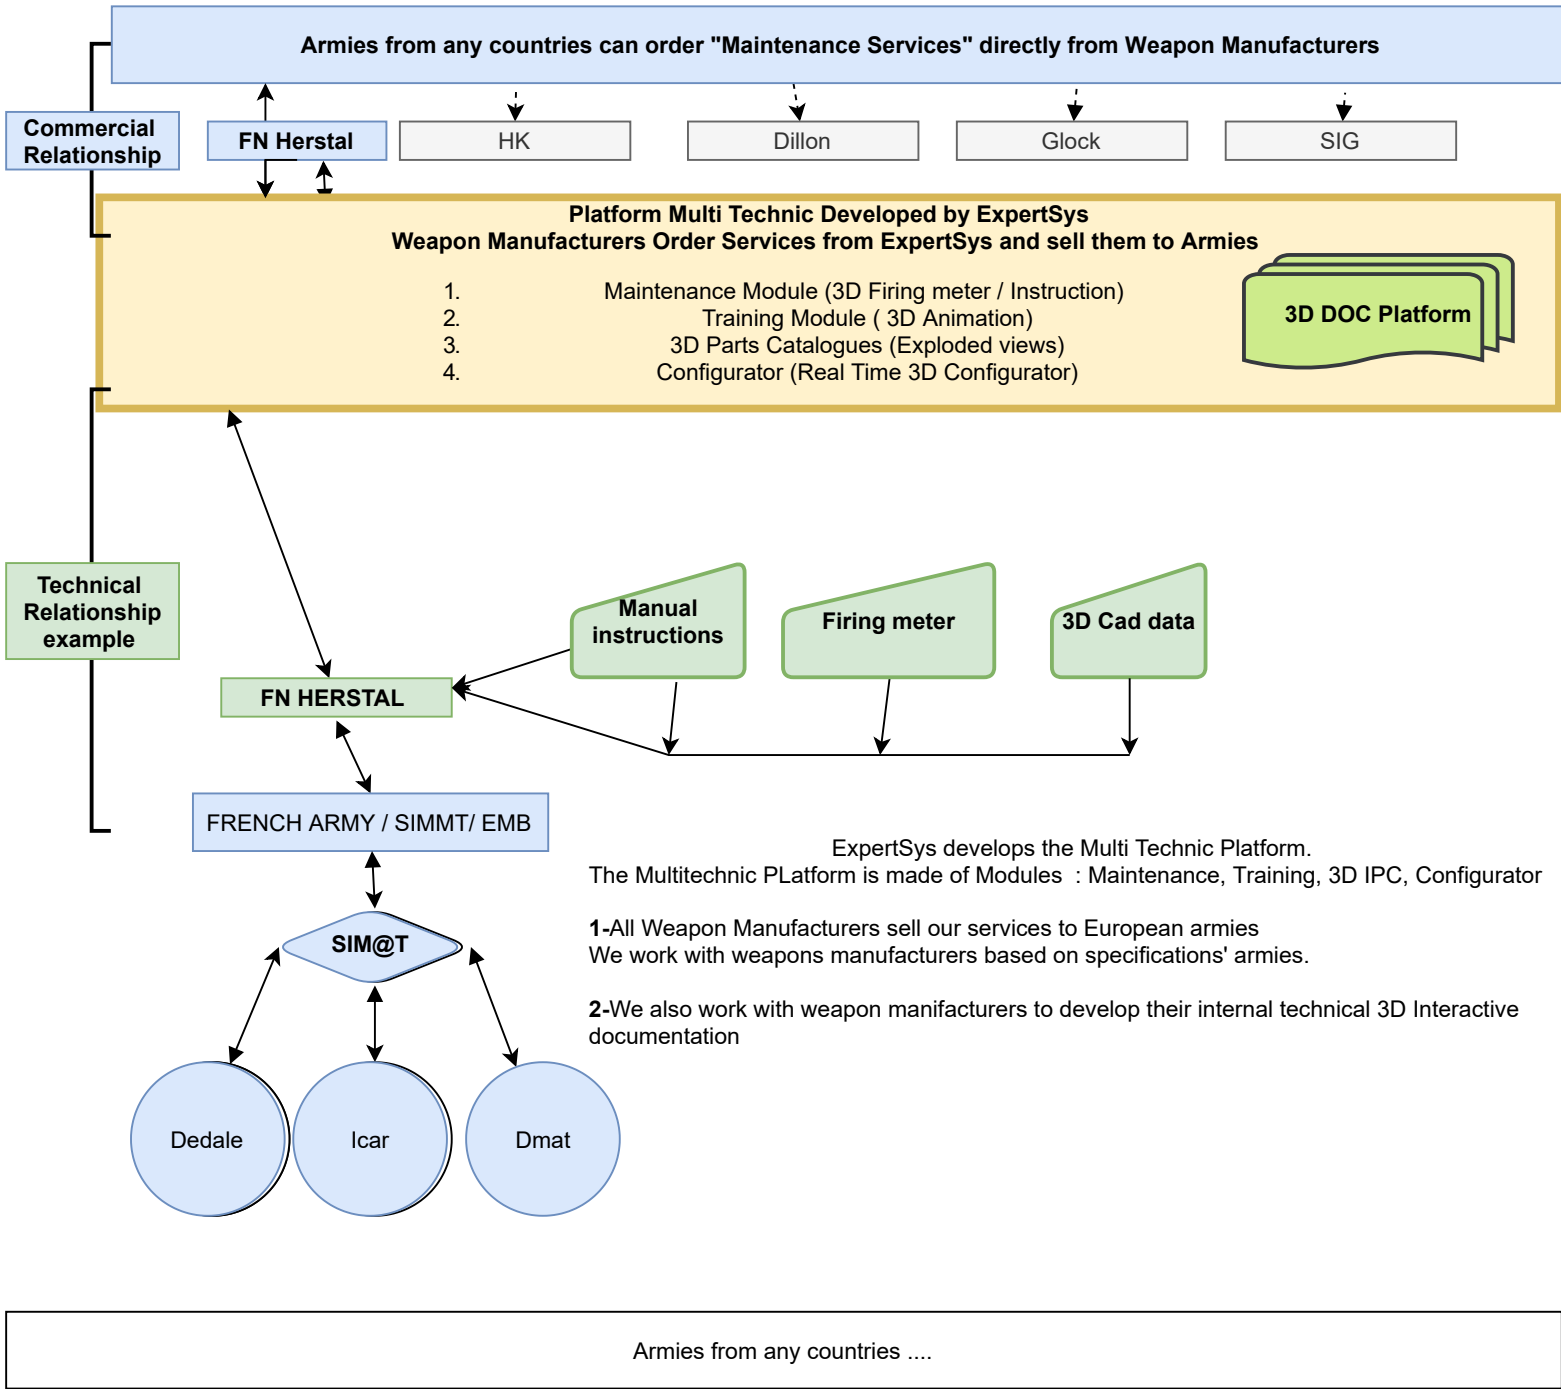 Armies from any countries can order "Maintenance Services" directly from Weapon Manufacturers
Commercial
Relationship
FN Herstal
HK
Dillon
Glock
SIG
Platform Multi Technic Developed by ExpertSys
Weapon Manufacturers Order Services from ExpertSys and sell them to Armies
1. Maintenance Module (3D Firing meter / Instruction)
2. Training Module ( 3D Animation)
3. 3D Parts Catalogues (Exploded views)
4. Configurator (Real Time 3D Configurator)
3D DOC Platform
Technical
Relationship
example
Manual
instructions
Firing meter
3D Cad data
FN HERSTAL
FRENCH ARMY / SIMMT/ EMB
SIM@T
Dedale
Icar
Dmat
ExpertSys develops the Multi Technic Platform.
The Multitechnic PLatform is made of Modules : Maintenance, Training, 3D IPC, Configurator
1-All Weapon Manufacturers sell our services to European armies
We work with weapons manufacturers based on specifications' armies.
2-We also work with weapon manifacturers to develop their internal technical 3D Interactive
documentation
Armies from any countries ....